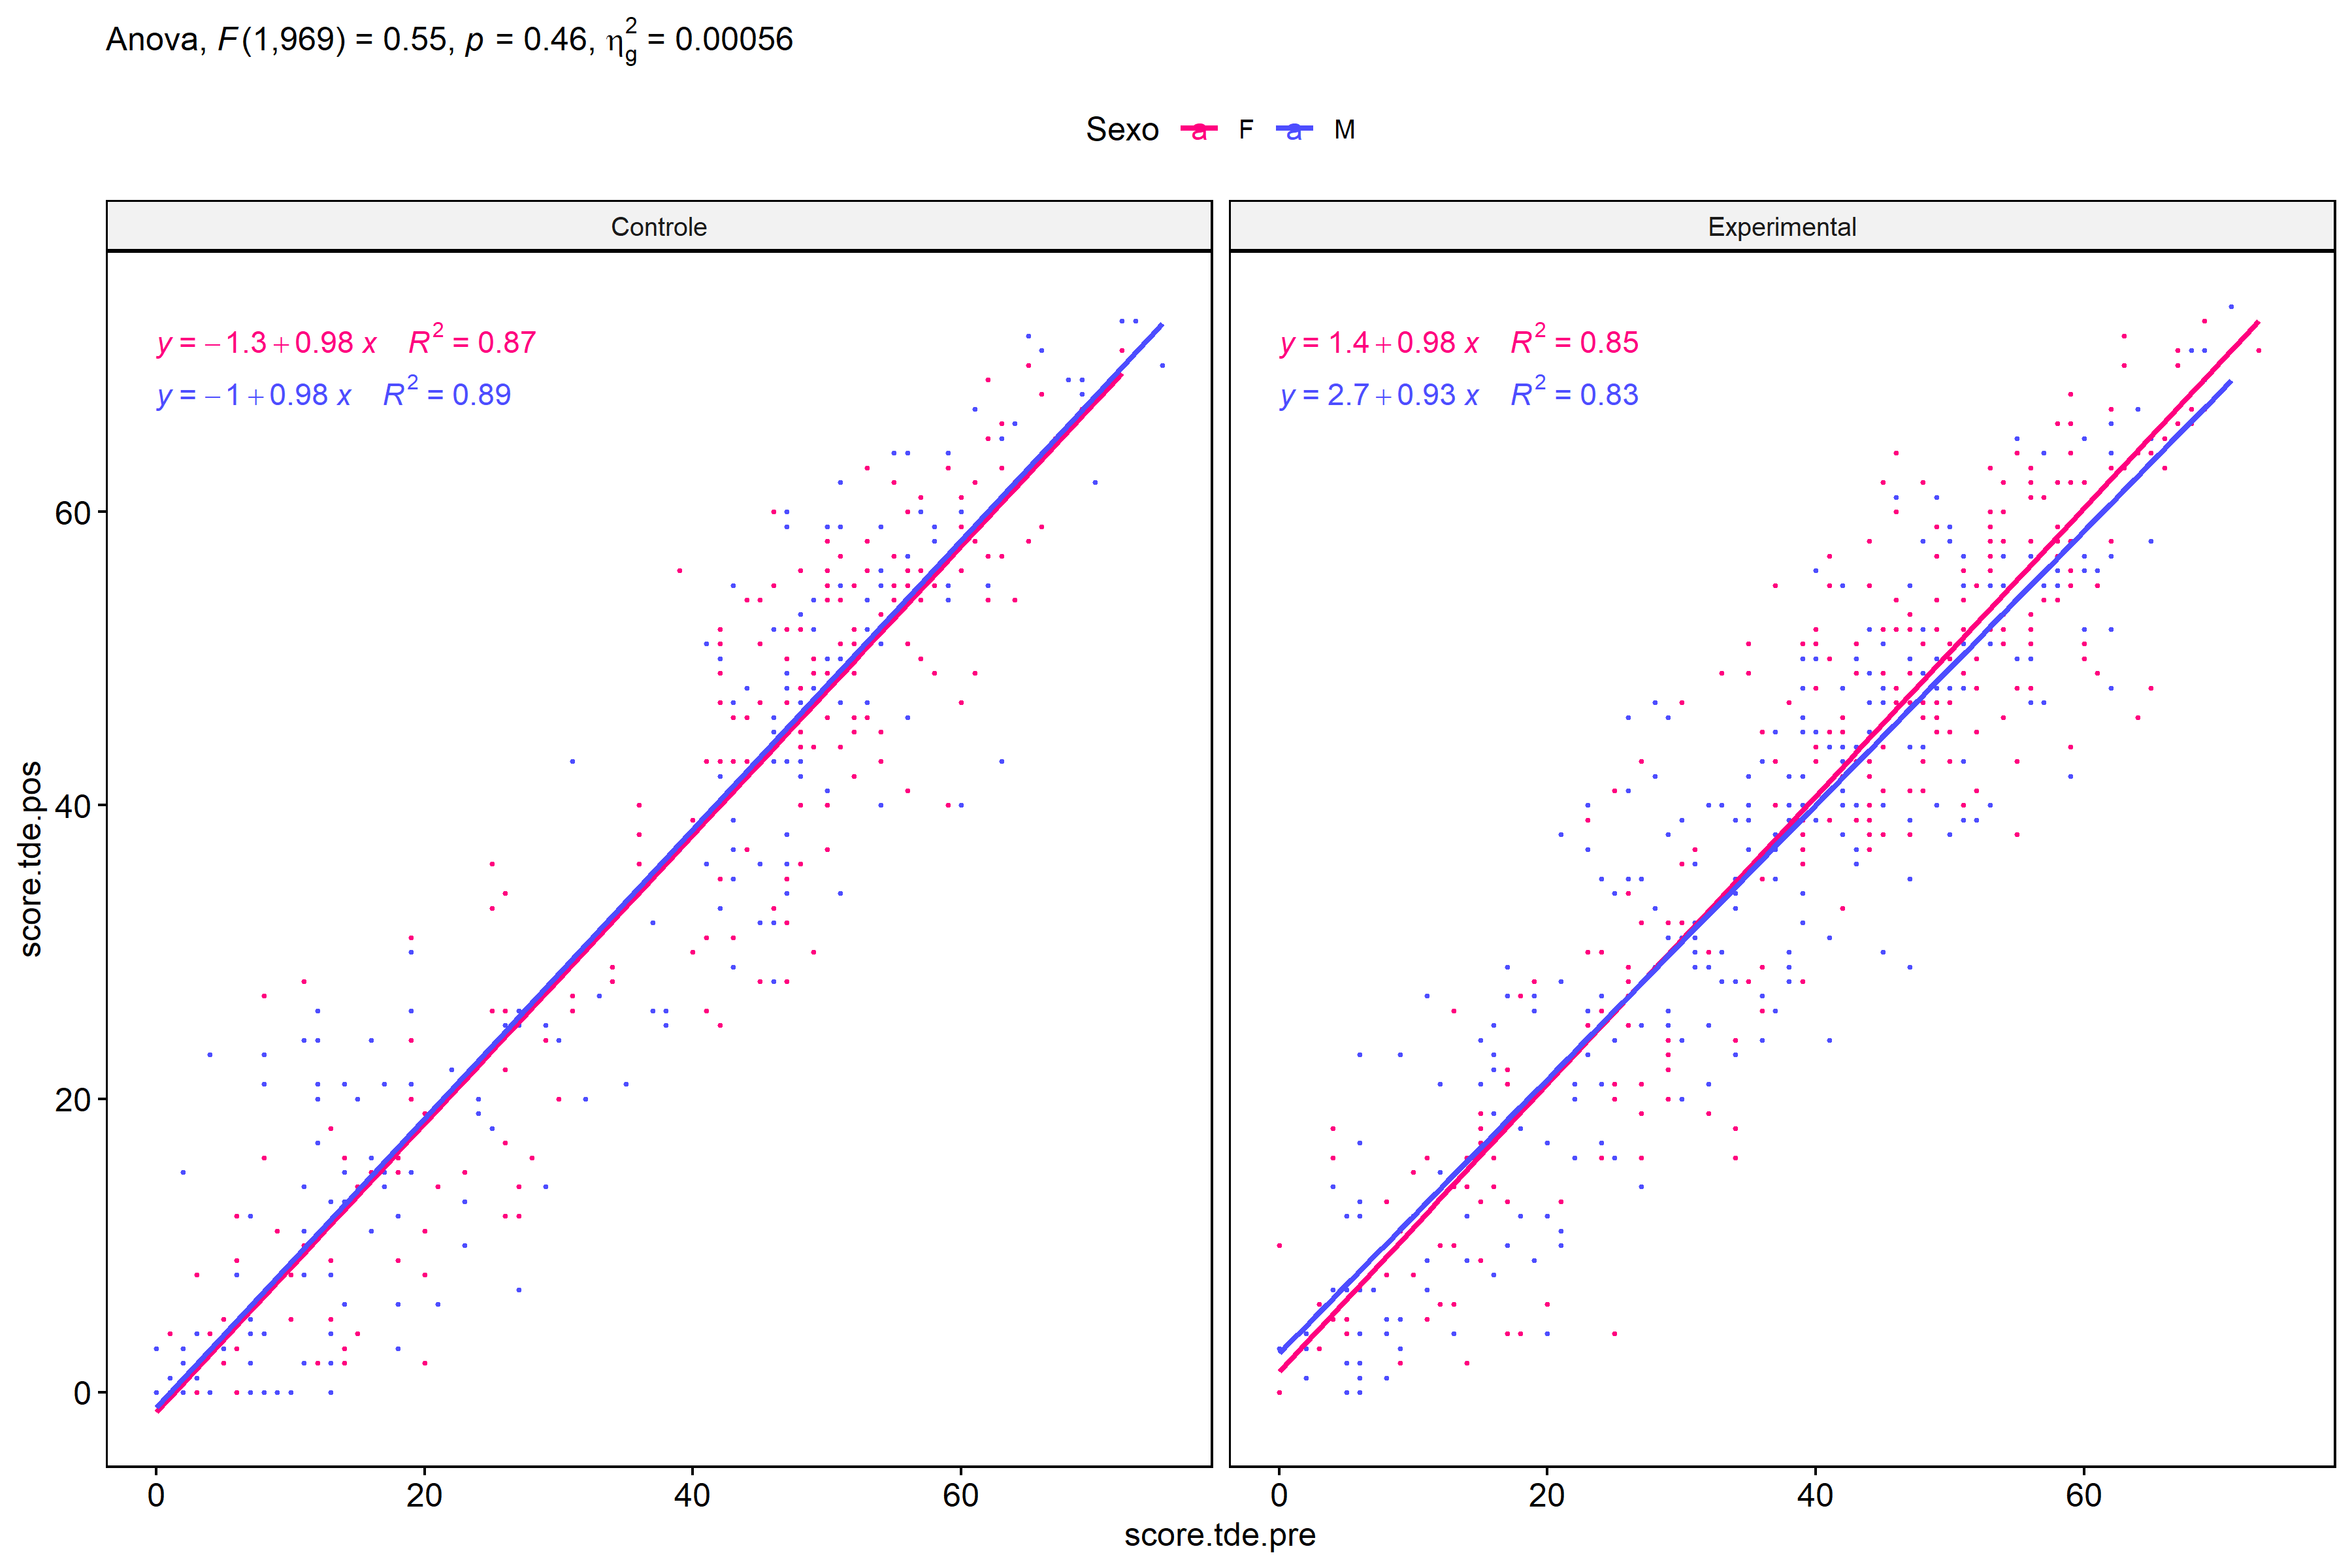 Anova, F(1,969) = 0.55, p = 0.46, η²g = 0.00056
Sexo a F a M
Controle
Experimental
y = −1.3 + 0.98 x R² = 0.87
y = −1 + 0.98 x R² = 0.89
y = 1.4 + 0.98 x R² = 0.85
y = 2.7 + 0.93 x R² = 0.83
score.tde.pos
60
40
20
0
0 20 40 60
0 20 40 60
score.tde.pre